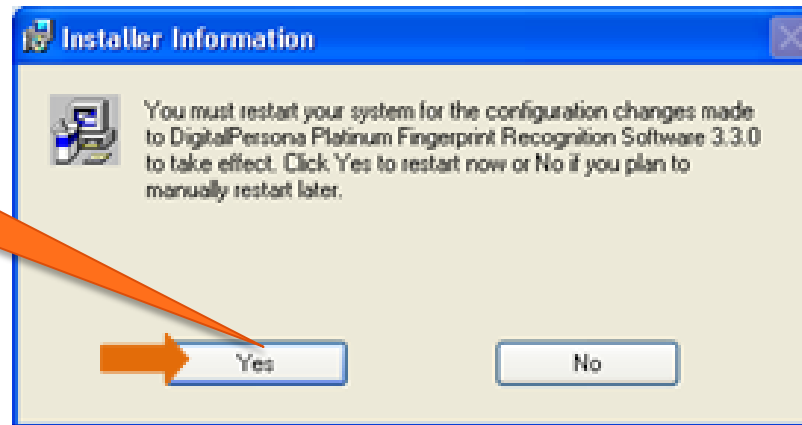 Installer Information
You must restart your system for the configuration changes made
to DigitalPersona Platinum Fingerprint Recognition Software 3.3.0
to take effect. Click Yes to restart now or No if you plan to
manually restart later.
Yes
No